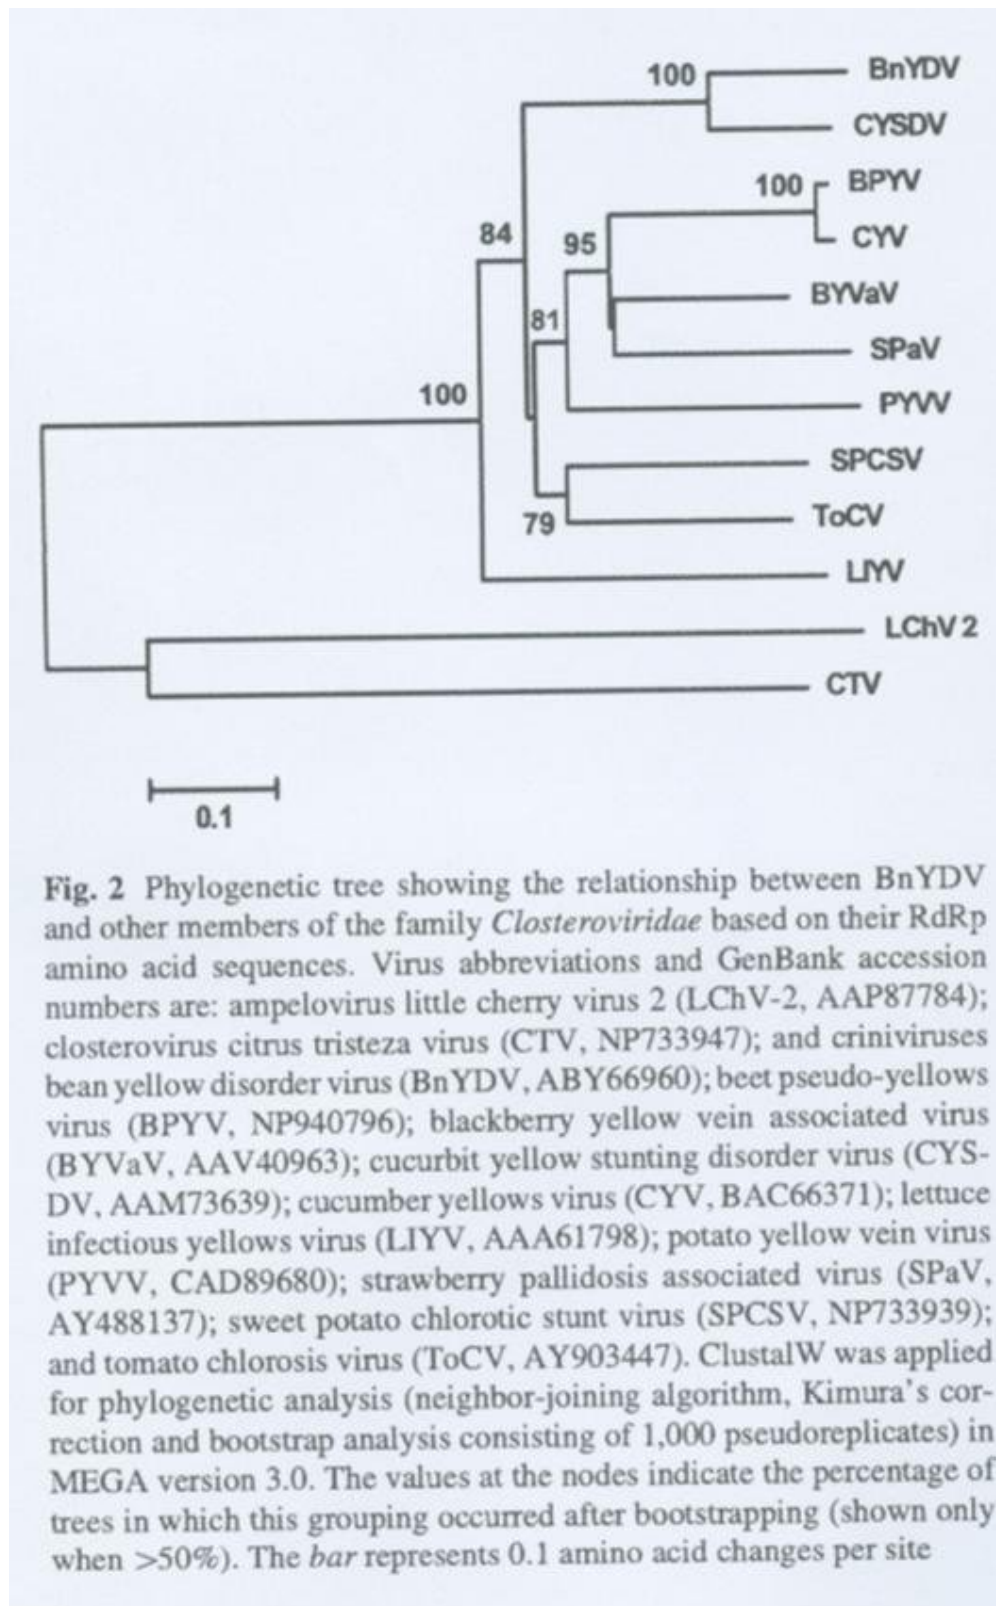 100
BnYDV
CYSDV
100
BPYV
CYV
84
95
BYVaV
81
SPaV
100
PYVV
SPCSV
79
ToCV
LIYV
LChV 2
CTV
0.1
Fig. 2 Phylogenetic tree showing the relationship between BnYDV
and other members of the family Closteroviridae based on their RdRp
amino acid sequences. Virus abbreviations and GenBank accession
numbers are: ampelovirus little cherry virus 2 (LChV-2, AAP87784);
closterovirus citrus tristeza virus (CTV, NP733947); and criniviruses
bean yellow disorder virus (BnYDV, ABY66960); beet pseudo-yellows
virus (BPYV, NP940796); blackberry yellow vein associated virus
(BYVaV, AAV40963); cucurbit yellow stunting disorder virus (CYS-
DV, AAM73639); cucumber yellows virus (CYV, BAC66371); lettuce
infectious yellows virus (LIYV, AAA61798); potato yellow vein virus
(PYVV, CAD89680); strawberry pallidosis associated virus (SPaV,
AY488137); sweet potato chlorotic stunt virus (SPCSV, NP733939);
and tomato chlorosis virus (ToCV, AY903447). ClustalW was applied
for phylogenetic analysis (neighbor-joining algorithm, Kimura's cor-
rection and bootstrap analysis consisting of 1,000 pseudoreplicates) in
MEGA version 3.0. The values at the nodes indicate the percentage of
trees in which this grouping occurred after bootstrapping (shown only
when >50%). The bar represents 0.1 amino acid changes per site